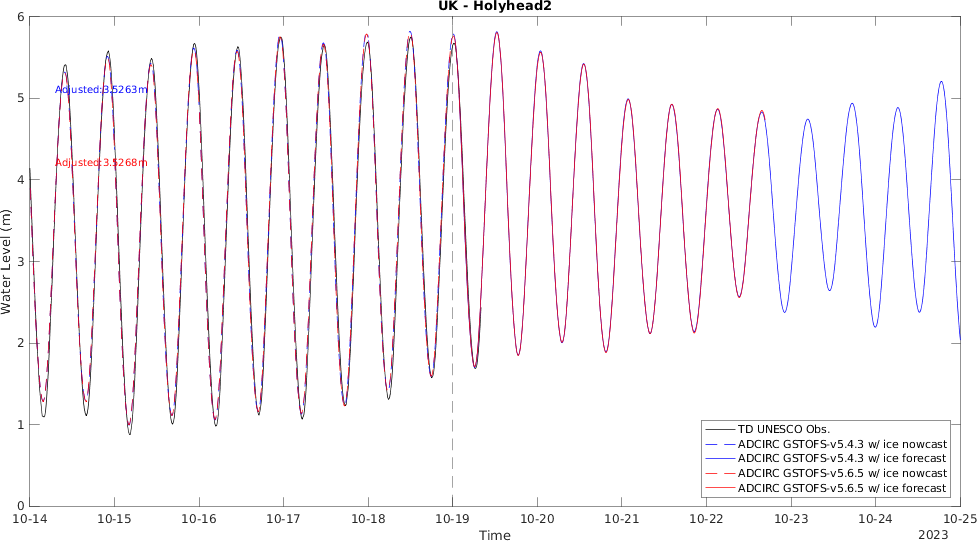 UK - Holyhead2
6
5
4
3
2
1
0
Water Level (m)
Adjusted:3.5263m
Adjusted:3.5268m
TD UNESCO Obs.
ADCIRC GSTOFS-v5.4.3 w/ ice nowcast
ADCIRC GSTOFS-v5.4.3 w/ ice forecast
ADCIRC GSTOFS-v5.6.5 w/ ice nowcast
ADCIRC GSTOFS-v5.6.5 w/ ice forecast
10-14 10-15 10-16 10-17 10-18 10-19 10-20 10-21 10-22 10-23 10-24 10-25
Time
2023